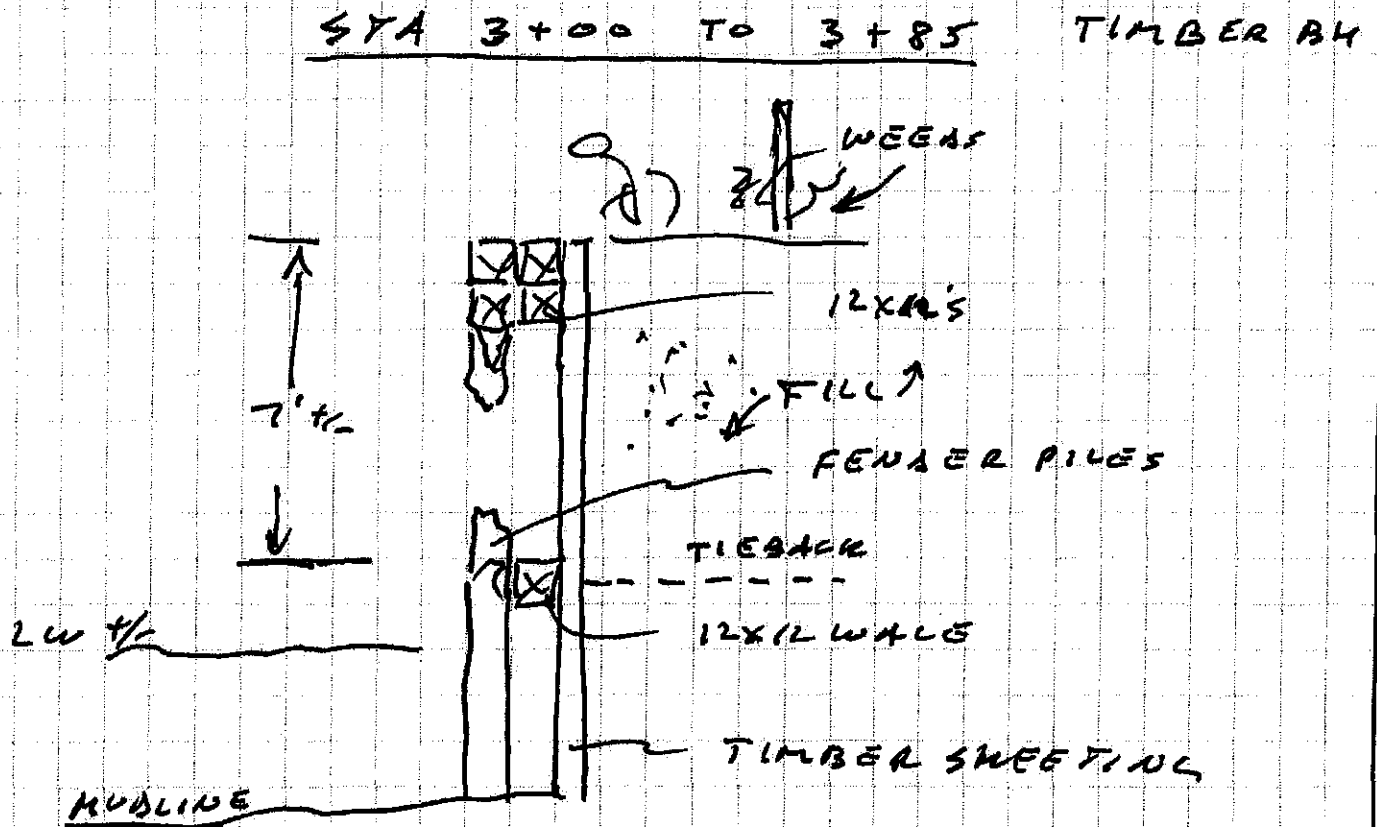 STA 3+00 TO 3+85 TIMBER BH
WEEDS
12X12'S
7' +/-
FILL
FENDER PILES
TIEBACK
LW +/-
12X12 WALE
TIMBER SHEETING
MUDLINE